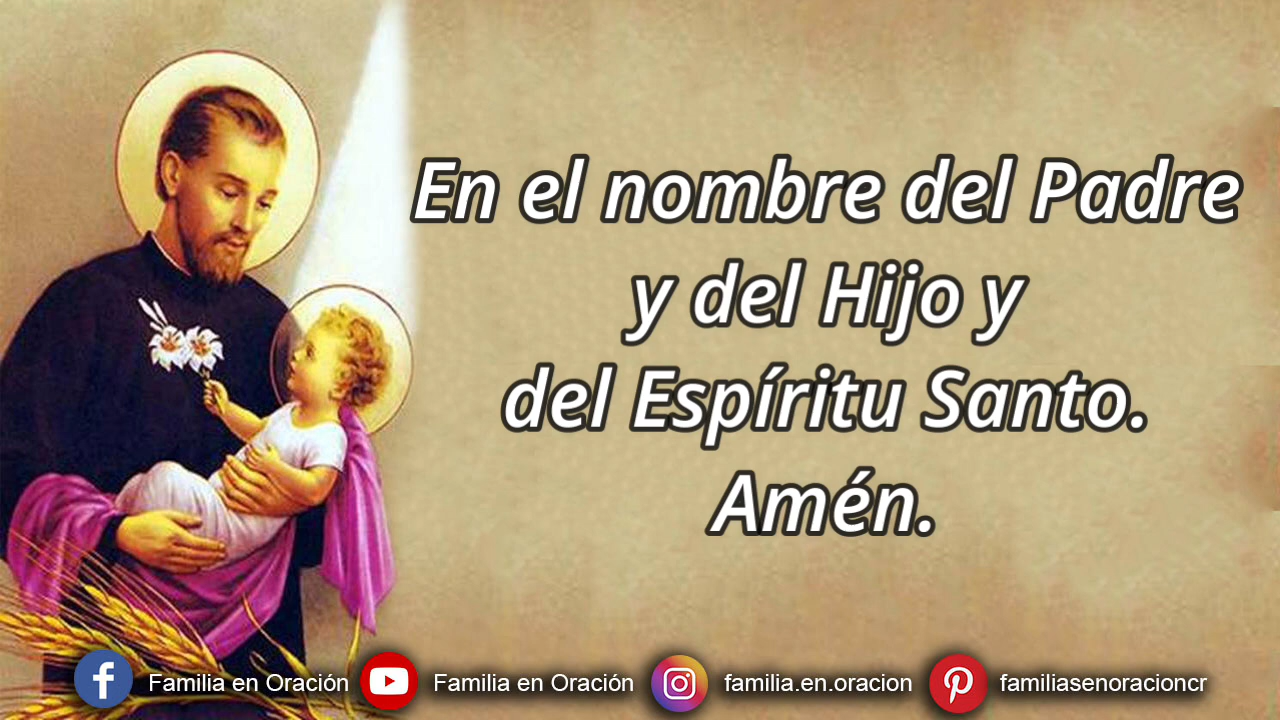 En el nombre del Padre
y del Hijo y
del Espíritu Santo.
Amén.
Familia en Oración
Familia en Oración
familia.en.oracion
familiasenoracioncr